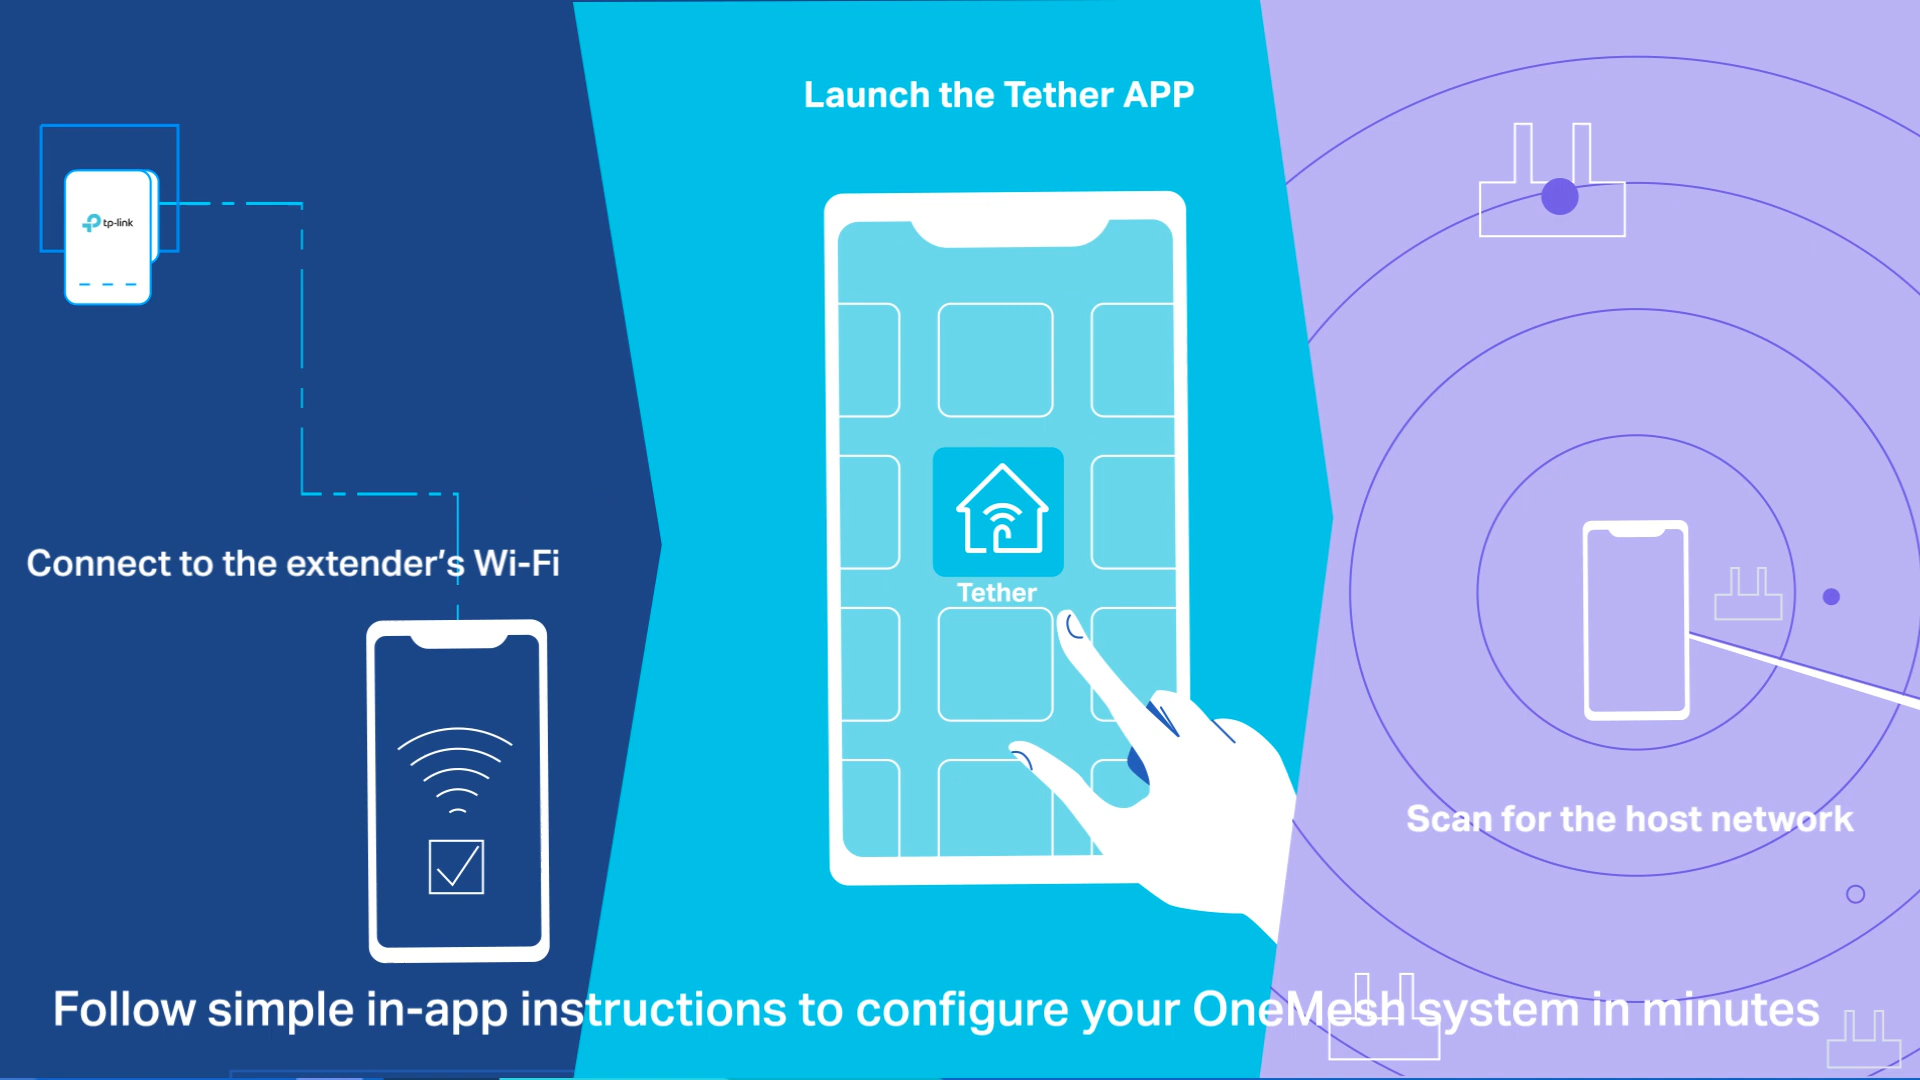 Launch the Tether APP
tp-link
Connect to the extender's Wi-Fi
Tether
Scan for the host network
Follow simple in-app instructions to configure your OneMesh system in minutes